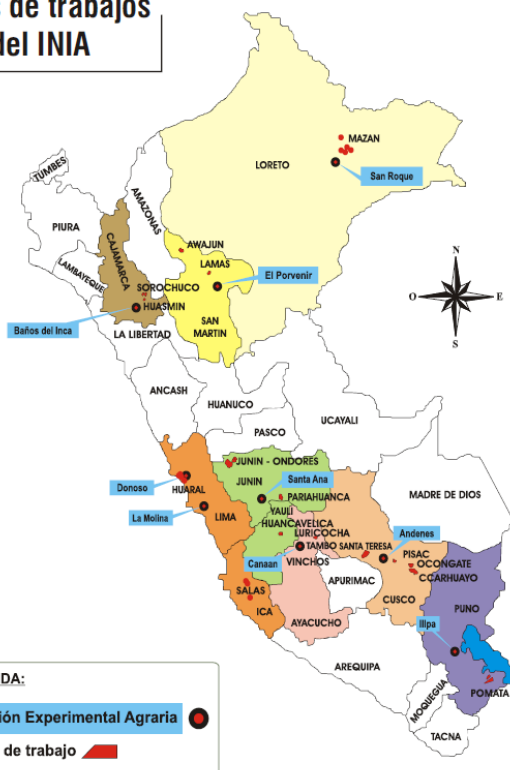 de trabajos
del INIA
MAZAN
LORETO
San Roque
TUMBES
AMAZONAS
PIURA
CAJAMARCA
AWAJUN
LAMAS
El Porvenir
LAMBAYEQUE
SOROCHUCO
HUASMIN
Baños del Inca
SAN
MARTIN
LA LIBERTAD
N
O
E
S
ANCASH
HUANUCO
UCAYALI
PASCO
JUNIN - ONDORES
JUNIN
Santa Ana
Donoso
HUARAL
PARIAHUANCA
MADRE DE DIOS
La Molina
LIMA
YAULI
HUANCAVELICA
LURICOCHA
Andenes
TAMBO
SANTA TERESA
PISAC
Canaan
VINCHOS
OCONGATE
CCARHUAYO
APURIMAC
SALAS
CUSCO
ICA
AYACUCHO
PUNO
Illpa
AREQUIPA
MOQUEGUA
POMATA
TACNA
DA:
ón Experimental Agraria
de trabajo